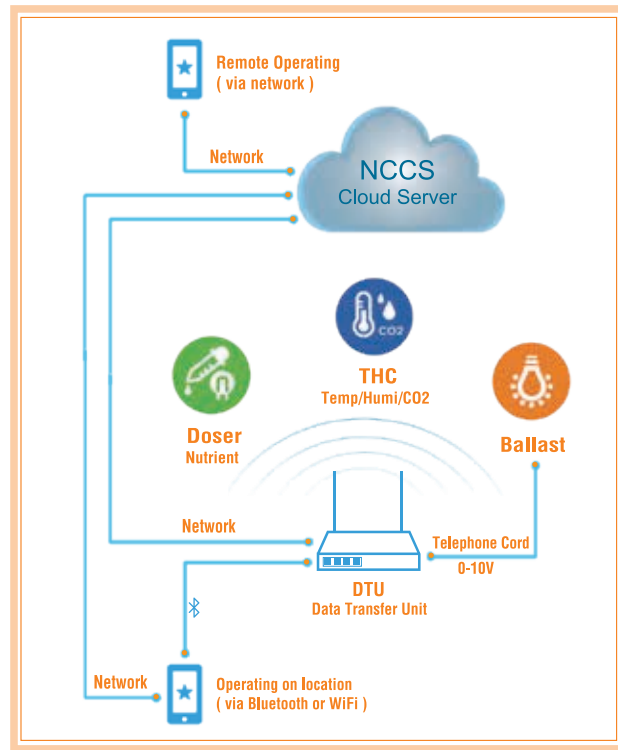 Remote Operating
( via network )
Network
NCCS
Cloud Server
CO2
THC
Temp/Humi/CO2
Doser
Nutrient
Ballast
Network
Telephone Cord
0-10V
DTU
Data Transfer Unit
Network
Operating on location
( via Bluetooth or WiFi )